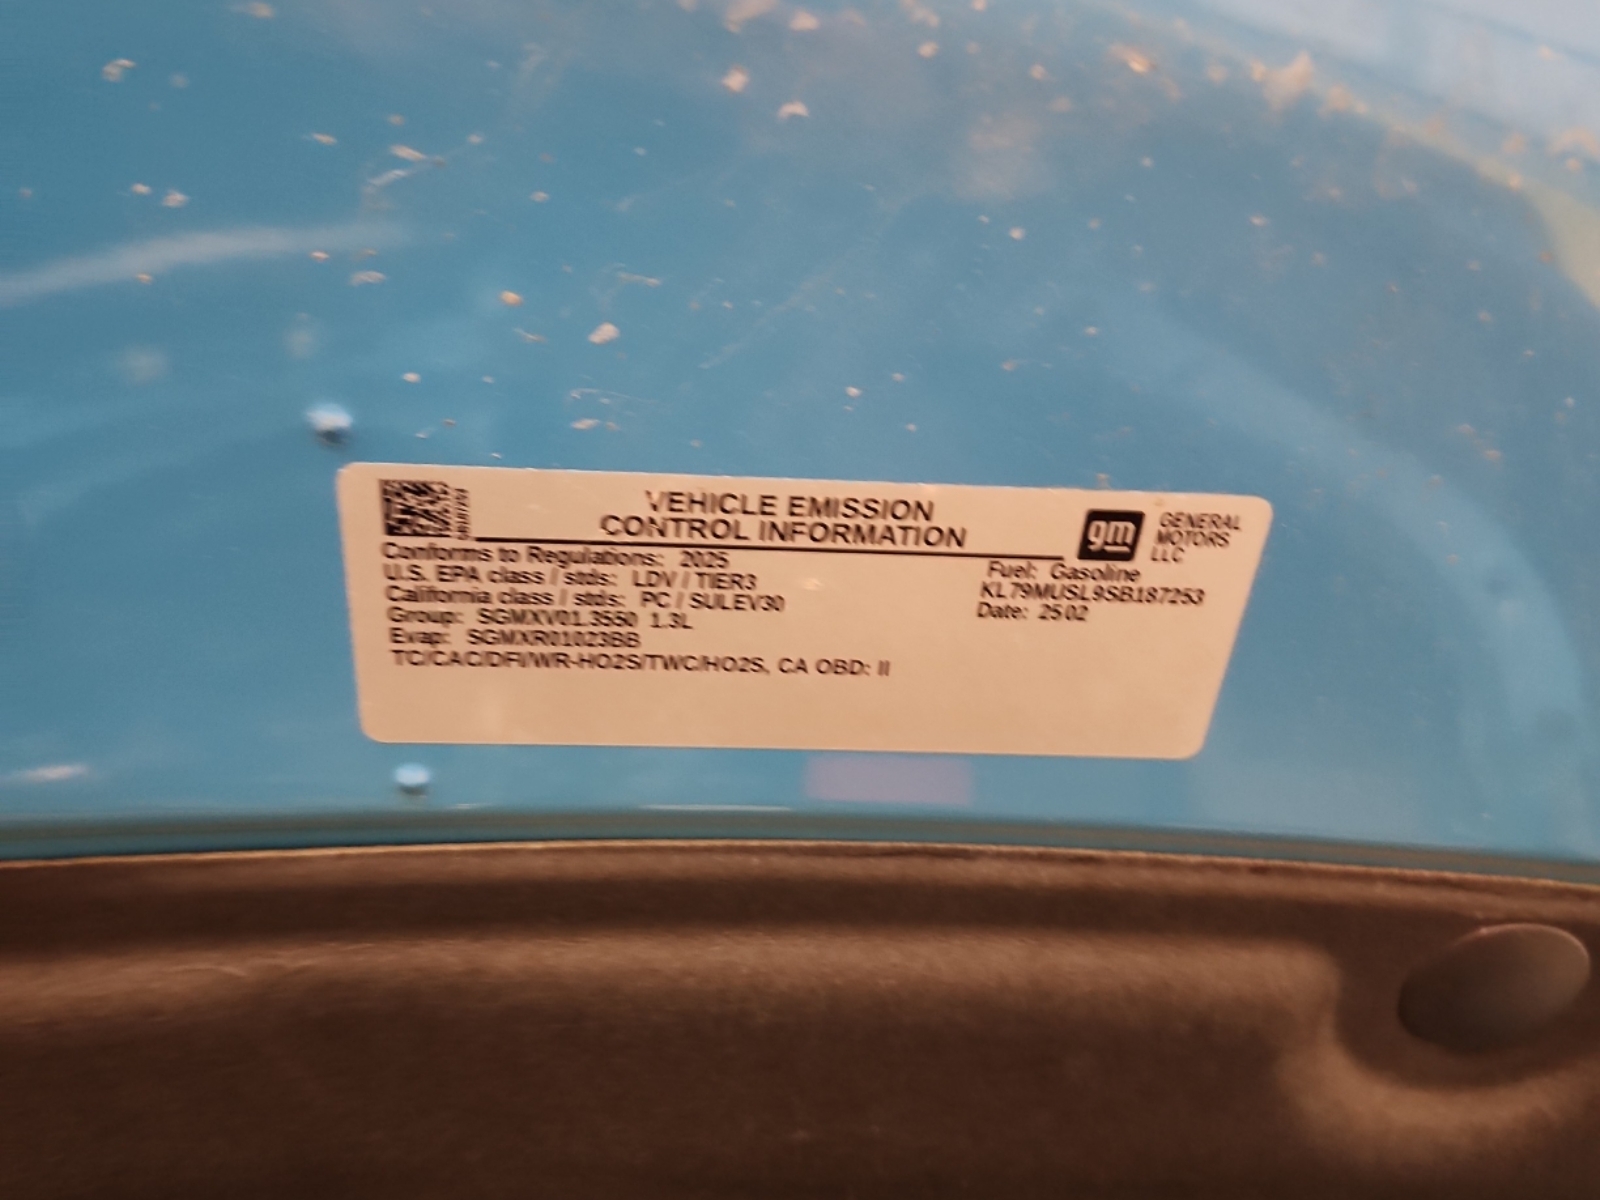 VEHICLE EMISSION
CONTROL INFORMATION
gm GENERAL
MOTORS
LLC
Conforms to Regulations: 2025
U.S. EPA class / stds: LDV / TIER3
California class / stds: PC / SULEV30
Group: SGMXV01.3550 1.3L
Evap: SGMXR01023BB
TC/CAC/DFI/WR-HO2S/TWC/HO2S, CA OBD: II
Fuel: Gasoline
KL79MUSL9SB187253
Date: 25 02